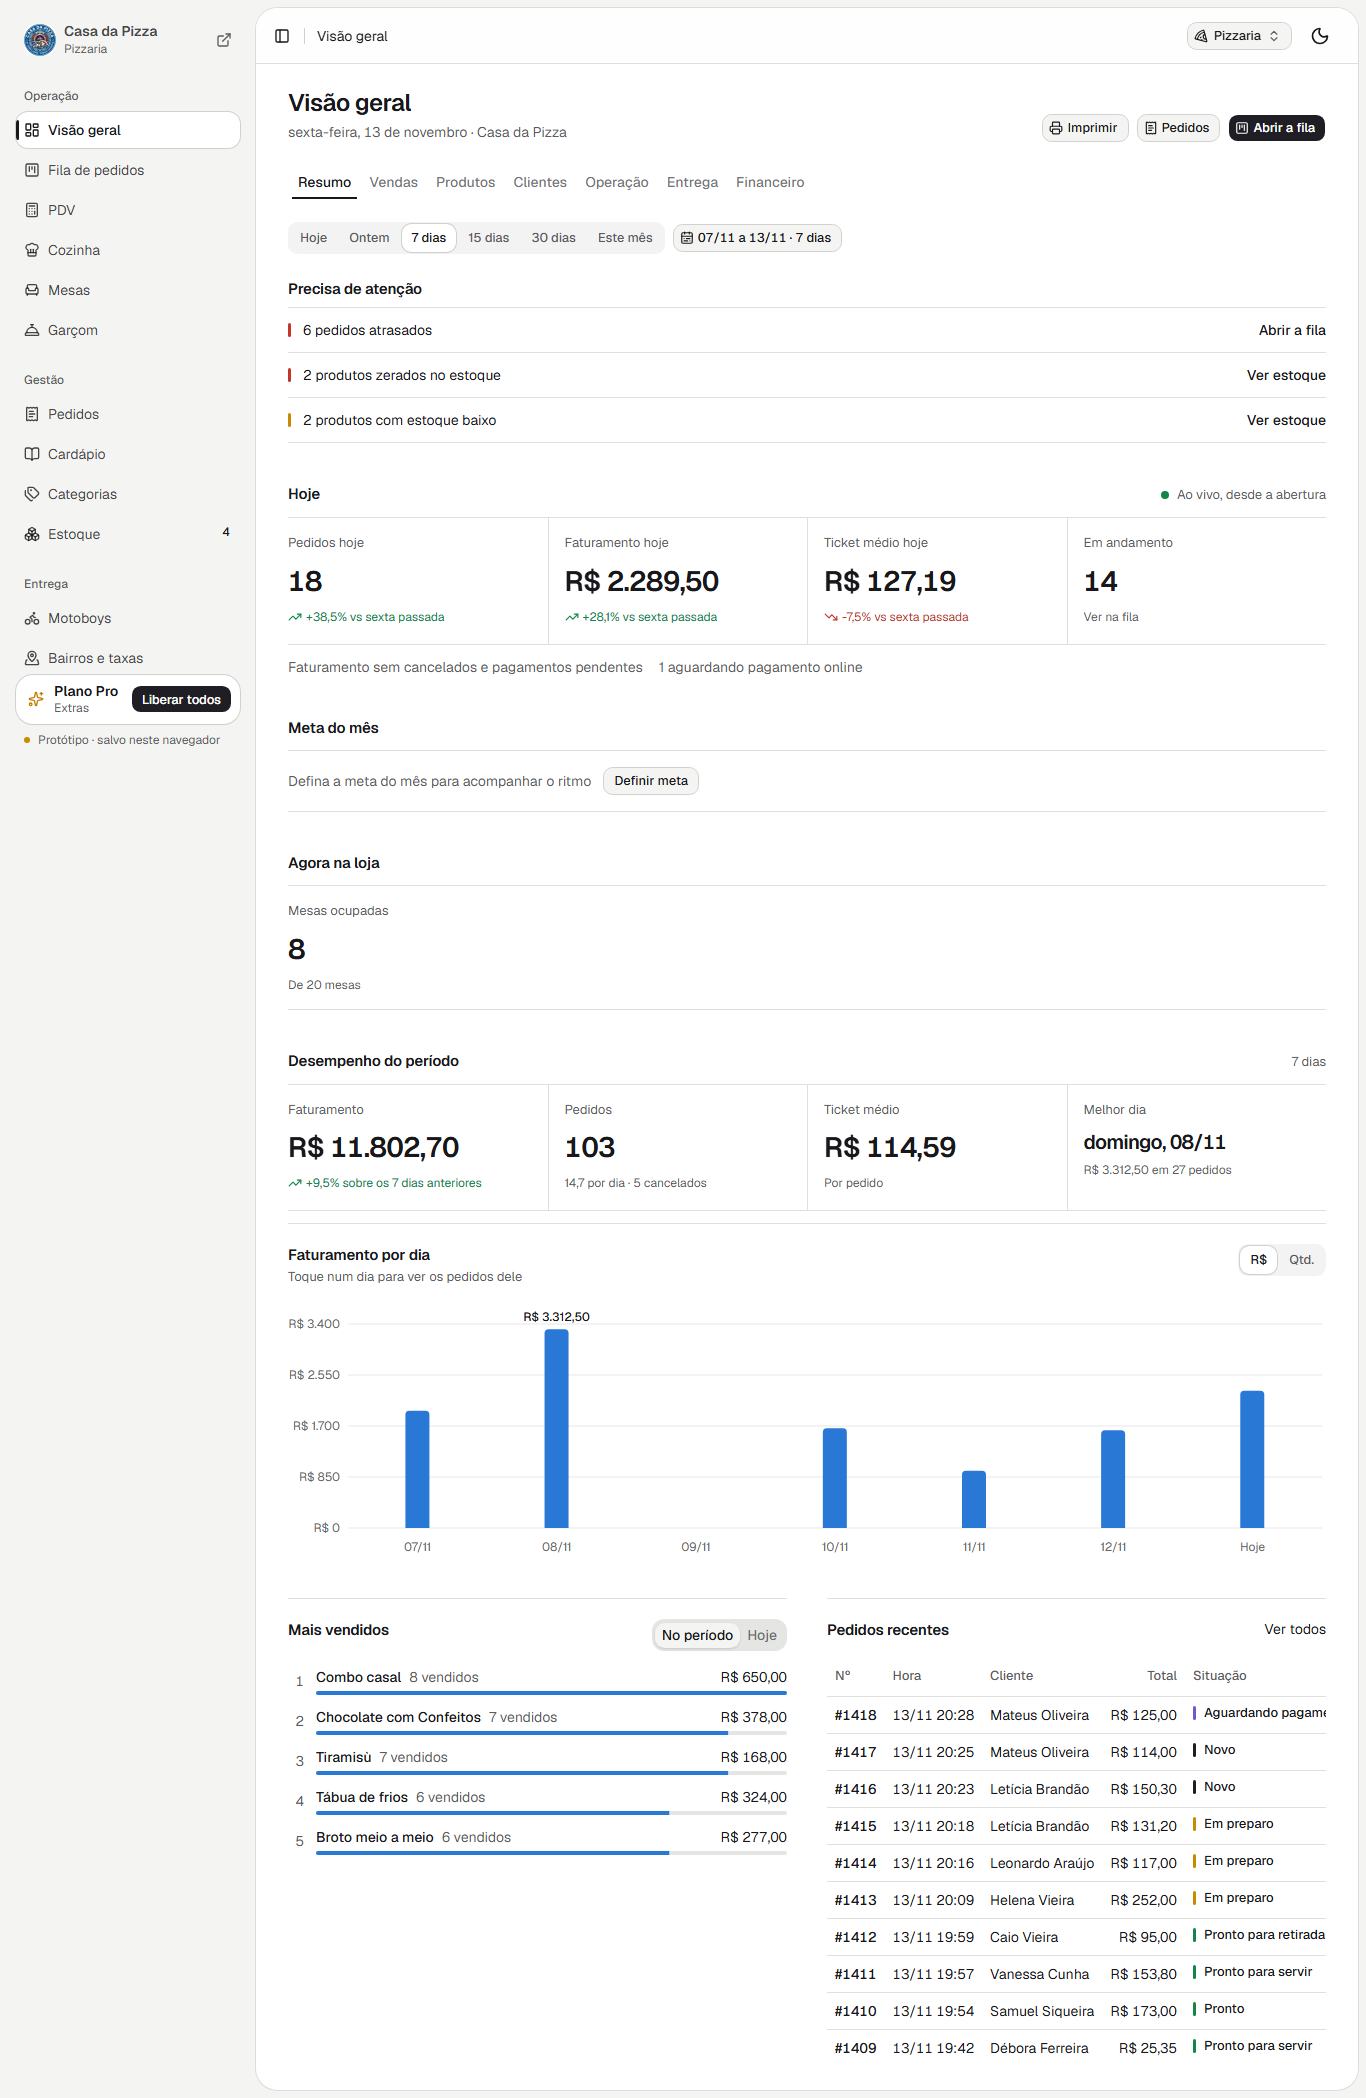 Casa da Pizza
Pizzaria
Operação
Visão geral
Fila de pedidos
PDV
Cozinha
Mesas
Garçom
Gestão
Pedidos
Cardápio
Categorias
Estoque 4
Entrega
Motoboys
Bairros e taxas
Plano Pro
Extras
Liberar todos
Protótipo · salvo neste navegador
Visão geral
Pizzaria
Visão geral
sexta-feira, 13 de novembro · Casa da Pizza
Imprimir Pedidos Abrir a fila
Resumo Vendas Produtos Clientes Operação Entrega Financeiro
Hoje Ontem 7 dias 15 dias 30 dias Este mês 07/11 a 13/11 · 7 dias
Precisa de atenção
6 pedidos atrasados Abrir a fila
2 produtos zerados no estoque Ver estoque
2 produtos com estoque baixo Ver estoque
Hoje Ao vivo, desde a abertura
Pedidos hoje Faturamento hoje Ticket médio hoje Em andamento
18 R$ 2.289,50 R$ 127,19 14
+38,5% vs sexta passada +28,1% vs sexta passada -7,5% vs sexta passada Ver na fila
Faturamento sem cancelados e pagamentos pendentes 1 aguardando pagamento online
Meta do mês
Defina a meta do mês para acompanhar o ritmo Definir meta
Agora na loja
Mesas ocupadas
8
De 20 mesas
Desempenho do período 7 dias
Faturamento Pedidos Ticket médio Melhor dia
R$ 11.802,70 103 R$ 114,59 domingo, 08/11
+9,5% sobre os 7 dias anteriores 14,7 por dia · 5 cancelados Por pedido R$ 3.312,50 em 27 pedidos
Faturamento por dia
Toque num dia para ver os pedidos dele
R$ Qtd.
R$ 3.312,50
R$ 3.400
R$ 2.550
R$ 1.700
R$ 850
R$ 0
07/11 08/11 09/11 10/11 11/11 12/11 Hoje
Mais vendidos No período Hoje
1 Combo casal 8 vendidos R$ 650,00
2 Chocolate com Confeitos 7 vendidos R$ 378,00
3 Tiramisù 7 vendidos R$ 168,00
4 Tábua de frios 6 vendidos R$ 324,00
5 Broto meio a meio 6 vendidos R$ 277,00
Pedidos recentes Ver todos
Nº Hora Cliente Total Situação
#1418 13/11 20:28 Mateus Oliveira R$ 125,00 Aguardando pagame
#1417 13/11 20:25 Mateus Oliveira R$ 114,00 Novo
#1416 13/11 20:23 Letícia Brandão R$ 150,30 Novo
#1415 13/11 20:18 Letícia Brandão R$ 131,20 Em preparo
#1414 13/11 20:16 Leonardo Araújo R$ 117,00 Em preparo
#1413 13/11 20:09 Helena Vieira R$ 252,00 Em preparo
#1412 13/11 19:59 Caio Vieira R$ 95,00 Pronto para retirada
#1411 13/11 19:57 Vanessa Cunha R$ 153,80 Pronto para servir
#1410 13/11 19:54 Samuel Siqueira R$ 173,00 Pronto
#1409 13/11 19:42 Débora Ferreira R$ 25,35 Pronto para servir